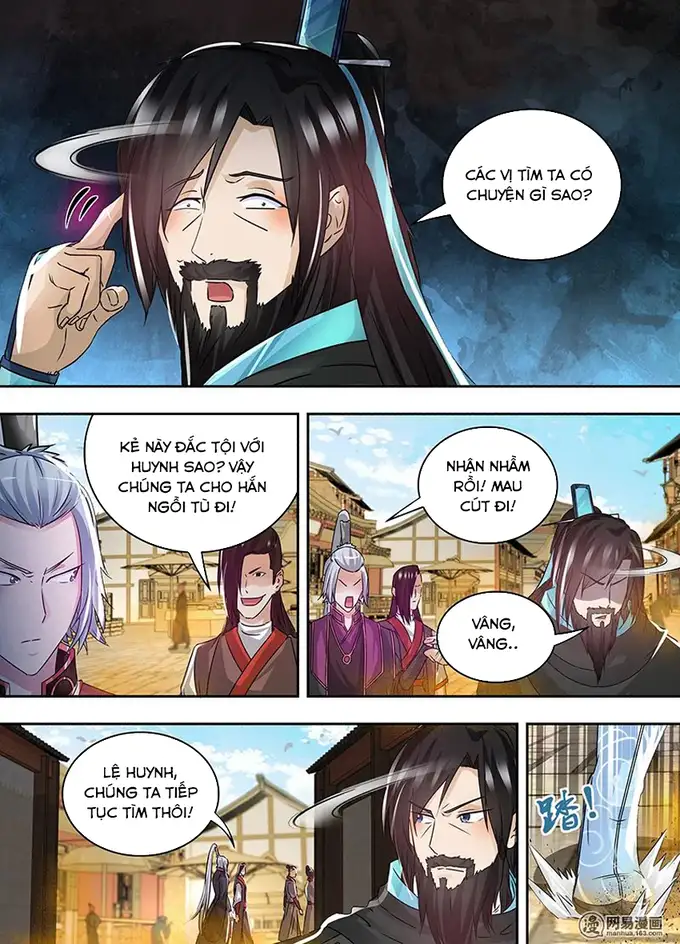 CÁC VỊ TÌM TA CÓ
CHUYỆN GÌ SAO?
KẺ NÀY ĐẮC TỘI VỚI
HUYNH SAO? VẬY
CHÚNG TA CHO HẮN
NGỒI TÙ ĐI!
NHẬN NHẦM
RỒI! MAU
CÚT ĐI!
VÂNG,
VÂNG..
LỆ HUYNH,
CHÚNG TA TIẾP
TỤC TÌM THÔI!
踏!
网易漫画
manhua.163.com